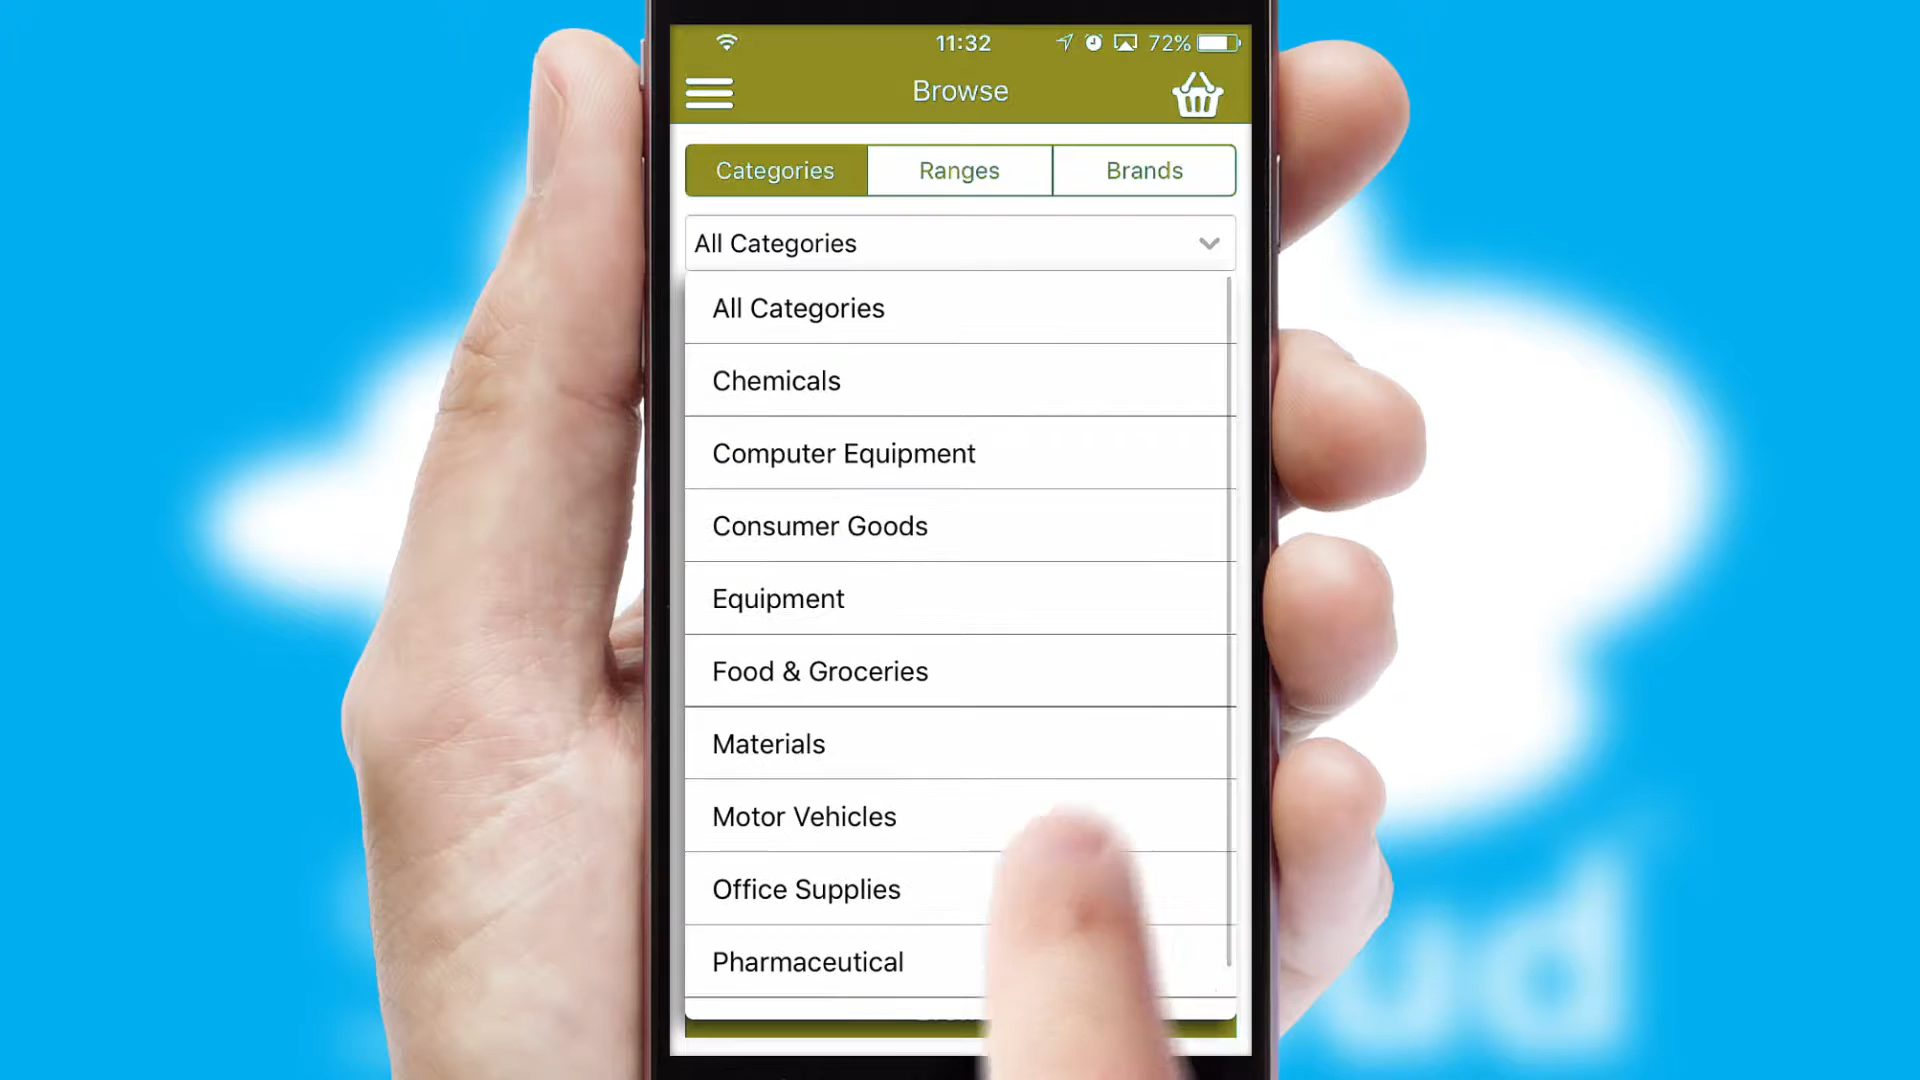 11:32
72%
Browse
Categories
Ranges
Brands
All Categories
All Categories
Chemicals
Computer Equipment
Consumer Goods
Equipment
Food & Groceries
Materials
Motor Vehicles
Office Supplies
Pharmaceutical